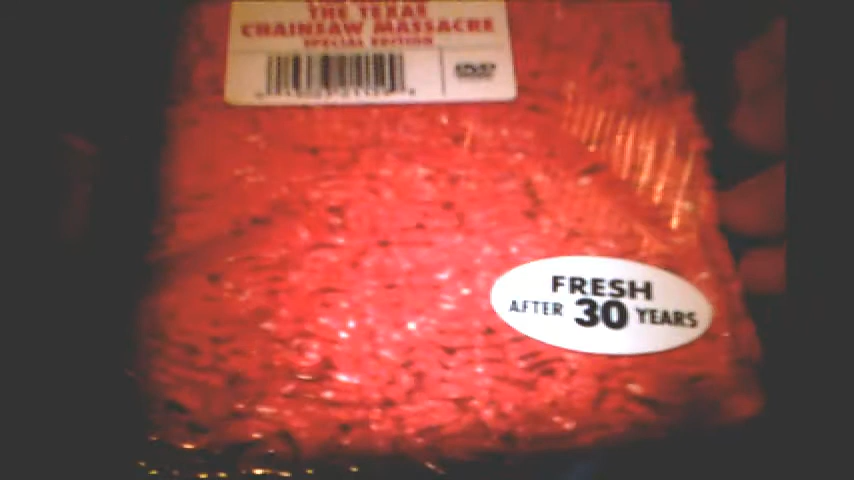 THE TEXAS
CHAINSAW MASSACRE
SPECIAL EDITION
DVD
FRESH
AFTER 30 YEARS